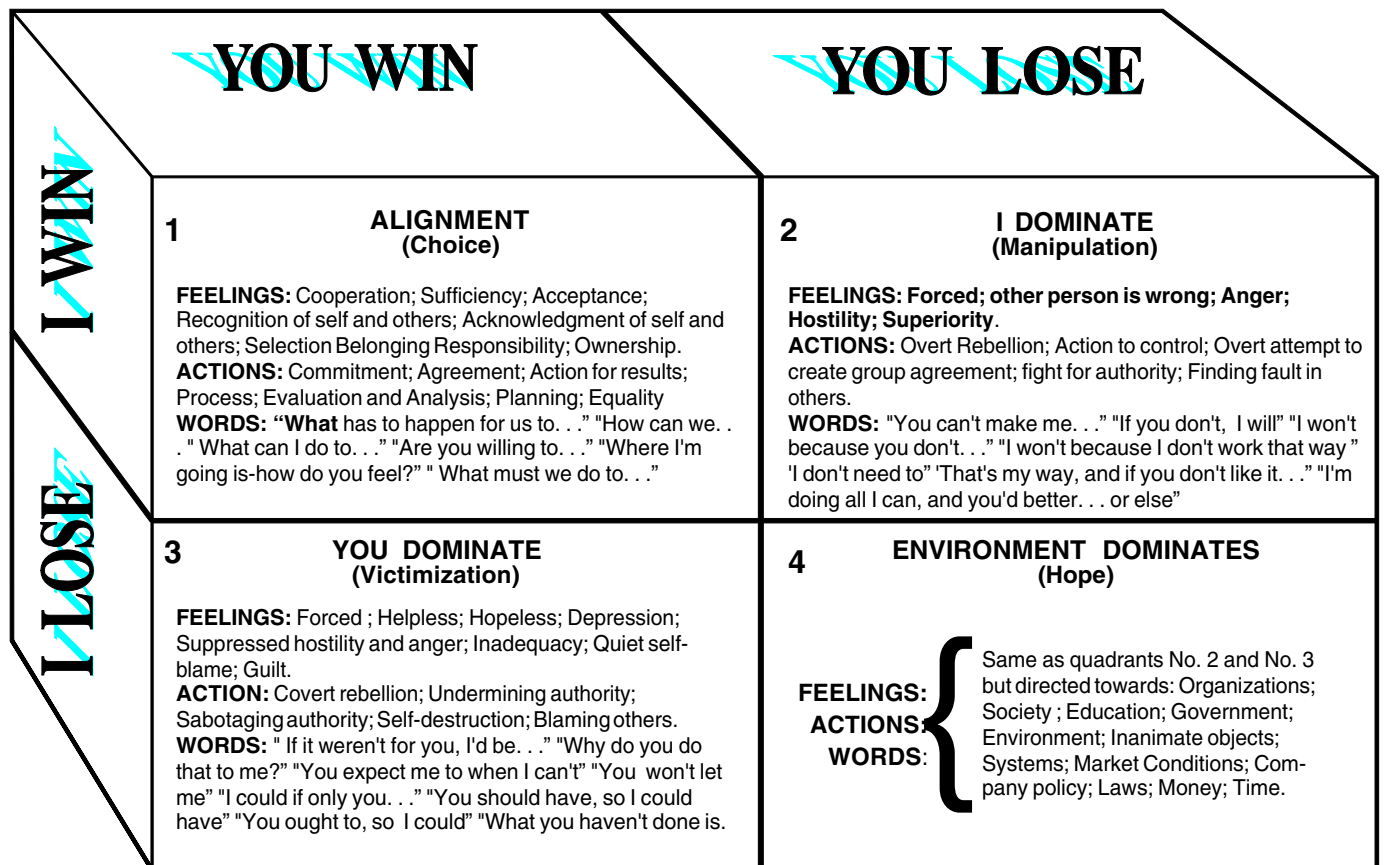 YOU WIN
YOU LOSE
I WIN
I LOSE
1
ALIGNMENT
(Choice)
FEELINGS: Cooperation; Sufficiency; Acceptance;
Recognition of self and others; Acknowledgment of self and
others; Selection Belonging Responsibility; Ownership.
ACTIONS: Commitment; Agreement; Action for results;
Process; Evaluation and Analysis; Planning; Equality
WORDS: “What has to happen for us to. . .” "How can we. .
. " What can I do to. . .” "Are you willing to. . .” "Where I'm
going is-how do you feel?” " What must we do to. . .”
2
I DOMINATE
(Manipulation)
FEELINGS: Forced; other person is wrong; Anger;
Hostility; Superiority.
ACTIONS: Overt Rebellion; Action to control; Overt attempt to
create group agreement; fight for authority; Finding fault in
others.
WORDS: "You can't make me. . .” "If you don't, I will” "I won't
because you don't. . .” "I won't because I don't work that way ”
'I don't need to” 'That's my way, and if you don't like it. . .” "I'm
doing all I can, and you'd better. . . or else”
3
YOU DOMINATE
(Victimization)
FEELINGS: Forced ; Helpless; Hopeless; Depression;
Suppressed hostility and anger; Inadequacy; Quiet self-
blame; Guilt.
ACTION: Covert rebellion; Undermining authority;
Sabotaging authority; Self-destruction; Blaming others.
WORDS: " If it weren't for you, I'd be. . .” "Why do you do
that to me?” "You expect me to when I can't” "You won't let
me” "I could if only you. . .” "You should have, so I could
have” "You ought to, so I could” "What you haven't done is.
4
ENVIRONMENT DOMINATES
(Hope)
FEELINGS:
ACTIONS:
WORDS:
Same as quadrants No. 2 and No. 3
but directed towards: Organizations;
Society ; Education; Government;
Environment; Inanimate objects;
Systems; Market Conditions; Com-
pany policy; Laws; Money; Time.